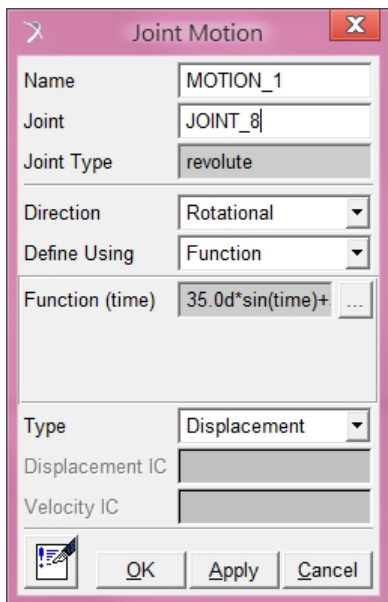 Joint Motion
Name MOTION_1
Joint JOINT_8
Joint Type revolute
Direction Rotational
Define Using Function
Function (time) 35.0d*sin(time)+ ...
Type Displacement
Displacement IC
Velocity IC
OK Apply Cancel